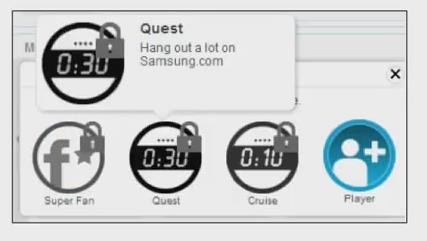 Quest
Hang out a lot on
Samsung.com
0:30
M
e.
0:30
0:10
Super Fan
Quest
Cruise
Player